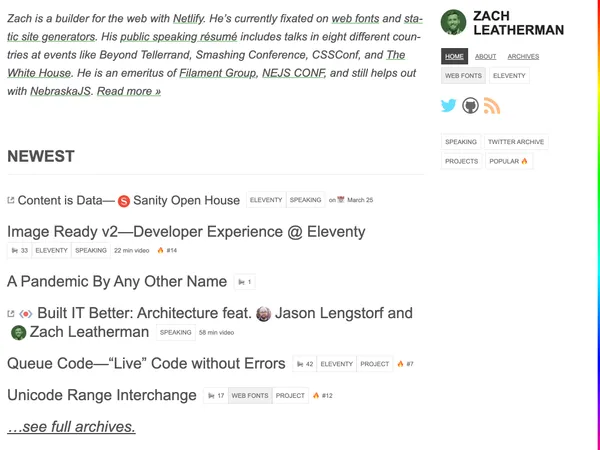 Zach is a builder for the web with Netlify. He’s currently fixated on web fonts and sta-
tic site generators. His public speaking résumé includes talks in eight different coun-
tries at events like Beyond Tellerrand, Smashing Conference, CSSConf, and The
White House. He is an emeritus of Filament Group, NEJS CONF, and still helps out
with NebraskaJS. Read more »
NEWEST
Content is Data— S Sanity Open House ELEVENTY SPEAKING on March 25
Image Ready v2—Developer Experience @ Eleventy
33 ELEVENTY SPEAKING 22 min video #14
A Pandemic By Any Other Name 1
Built IT Better: Architecture feat. Jason Lengstorf and
Zach Leatherman SPEAKING 58 min video
Queue Code—“Live” Code without Errors 42 ELEVENTY PROJECT #7
Unicode Range Interchange 17 WEB FONTS PROJECT #12
…see full archives.
ZACH
LEATHERMAN
HOME ABOUT ARCHIVES
WEB FONTS ELEVENTY
SPEAKING TWITTER ARCHIVE
PROJECTS POPULAR